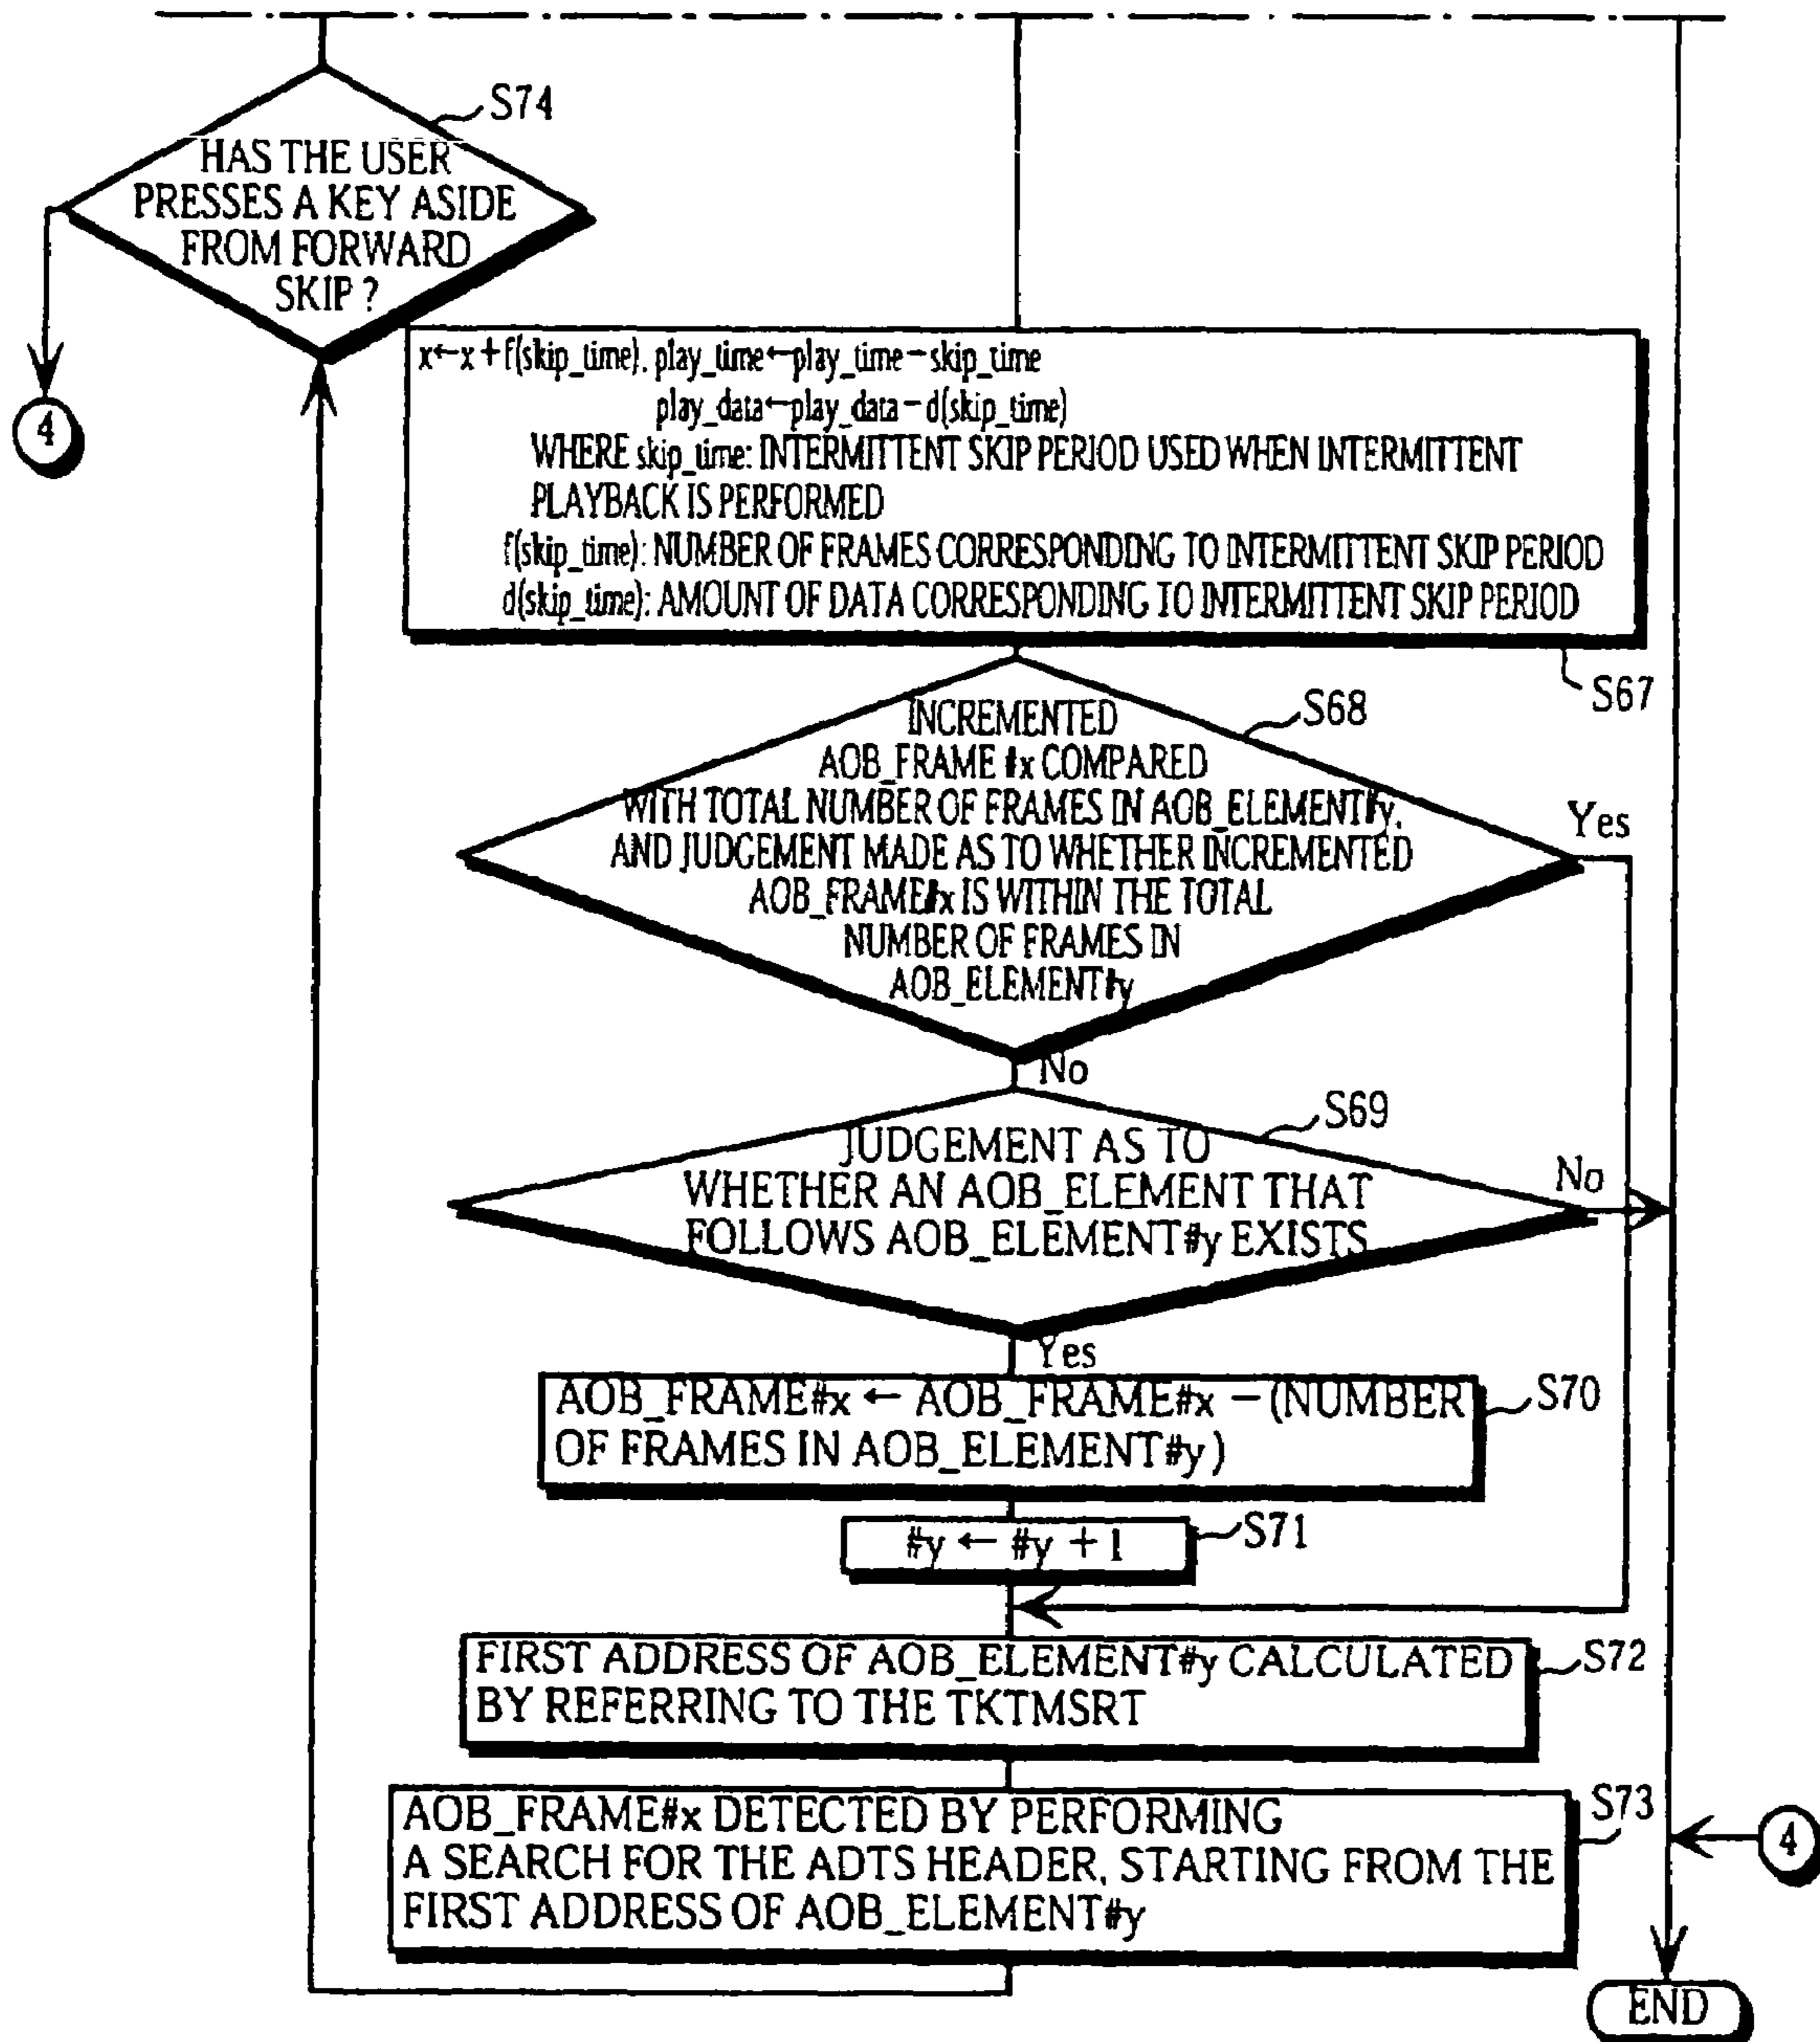 S74
HAS THE USER
PRESSES A KEY ASIDE
FROM FORWARD
SKIP ?
4
x←x+f(skip_time), play_time←play_time−skip_time
play_data←play_data−d(skip_time)
WHERE skip_time: INTERMITTENT SKIP PERIOD USED WHEN INTERMITTENT
PLAYBACK IS PERFORMED
f(skip_time): NUMBER OF FRAMES CORRESPONDING TO INTERMITTENT SKIP PERIOD
d(skip_time): AMOUNT OF DATA CORRESPONDING TO INTERMITTENT SKIP PERIOD
S67
S68
INCREMENTED
AOB_FRAME #x COMPARED
WITH TOTAL NUMBER OF FRAMES IN AOB_ELEMENT#y,
AND JUDGEMENT MADE AS TO WHETHER INCREMENTED
AOB_FRAME#x IS WITHIN THE TOTAL
NUMBER OF FRAMES IN
AOB_ELEMENT#y
Yes
No
S69
JUDGEMENT AS TO
WHETHER AN AOB_ELEMENT THAT
FOLLOWS AOB_ELEMENT#y EXISTS
No
Yes
AOB_FRAME#x ← AOB_FRAME#x − (NUMBER
OF FRAMES IN AOB_ELEMENT#y)
S70
#y ← #y + 1
S71
FIRST ADDRESS OF AOB_ELEMENT#y CALCULATED
BY REFERRING TO THE TKTMSRT
S72
AOB_FRAME#x DETECTED BY PERFORMING
A SEARCH FOR THE ADTS HEADER, STARTING FROM THE
FIRST ADDRESS OF AOB_ELEMENT#y
S73
4
END